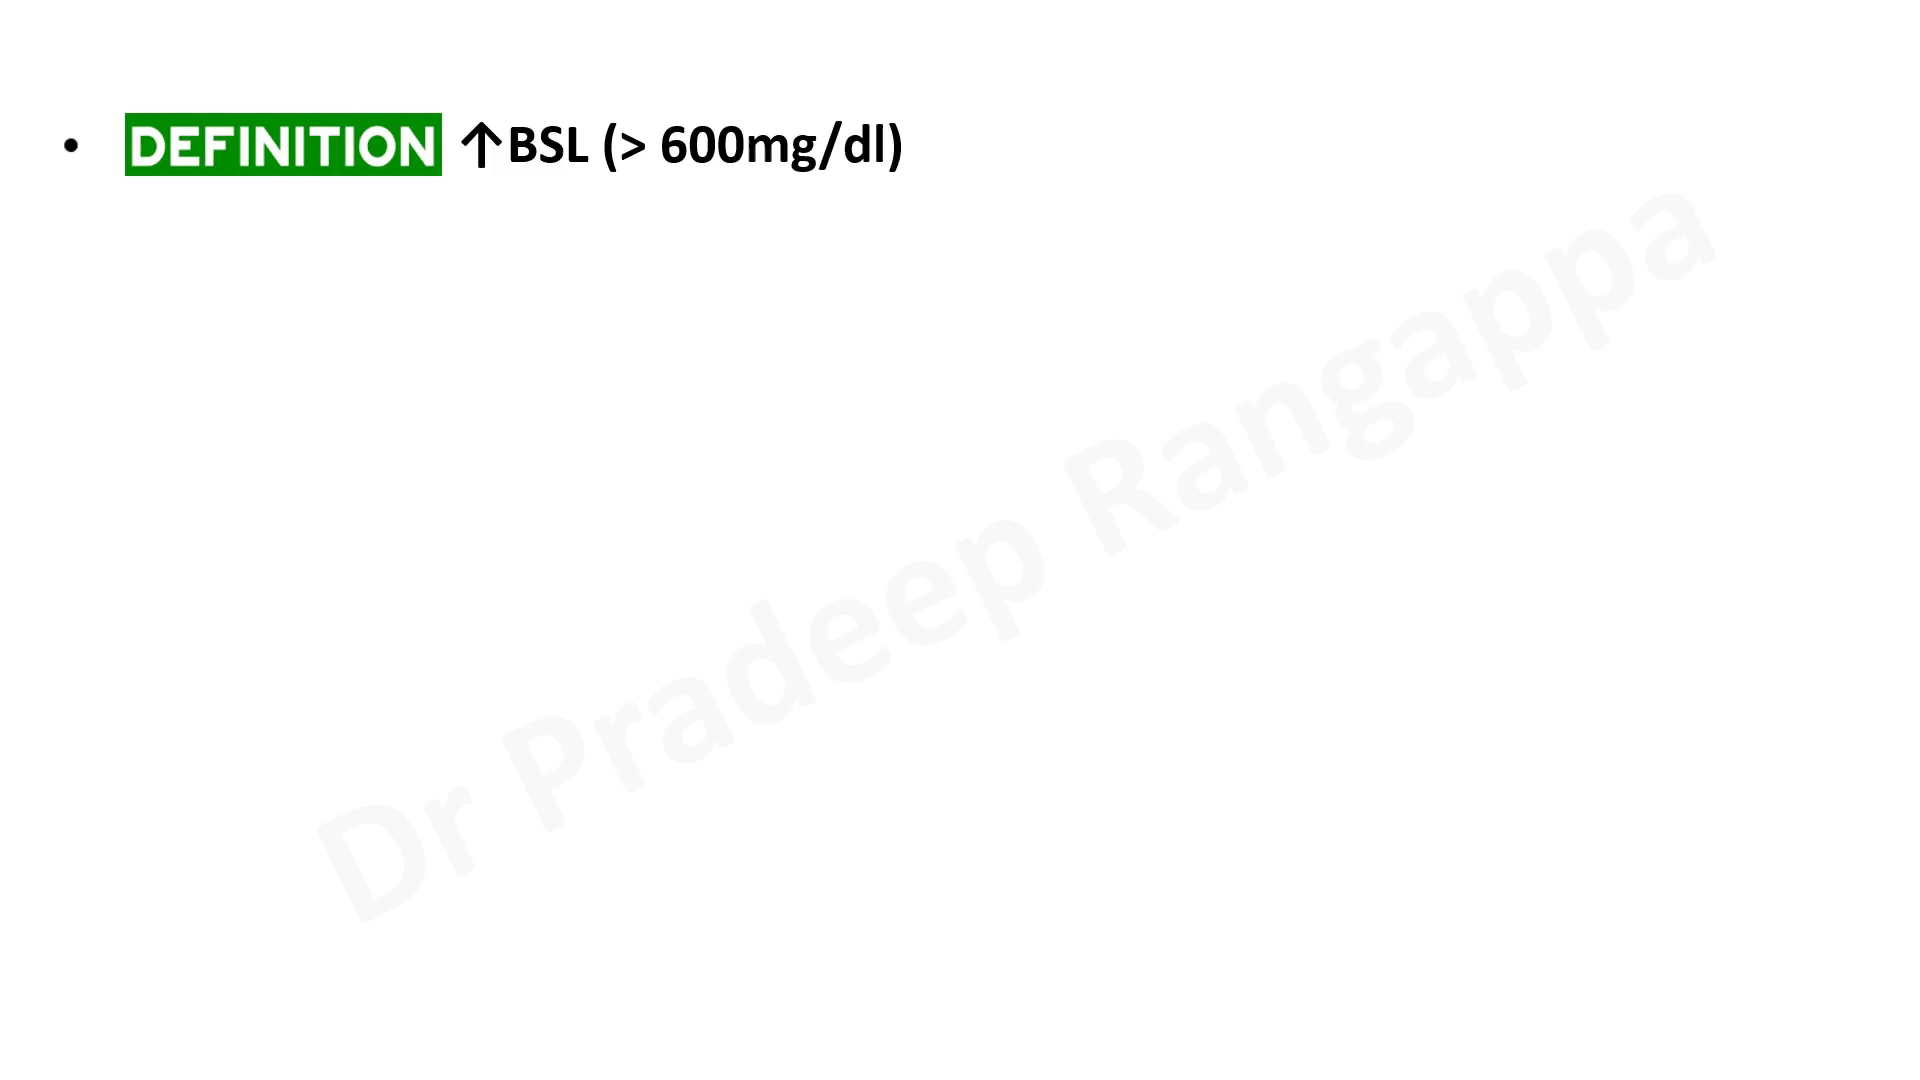 • DEFINITION ↑BSL (> 600mg/dl)
Dr Pradeep Rangappa